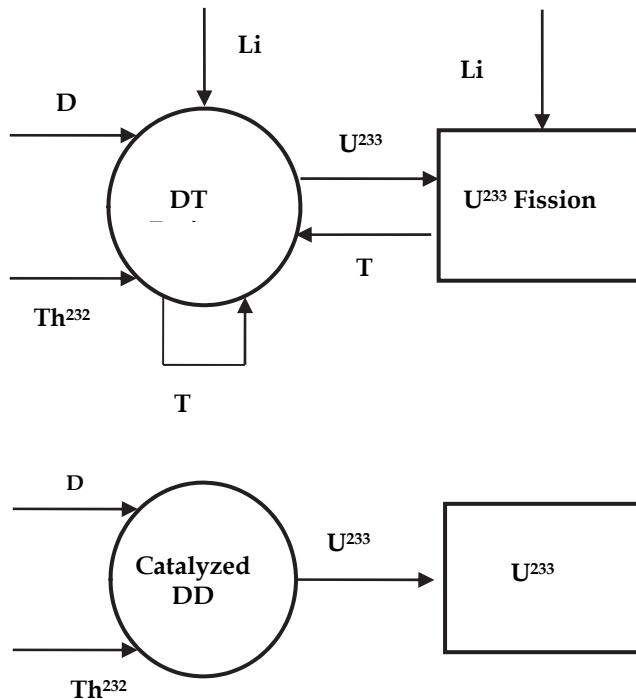 Li
Li
D
U²³³
DT
U²³³ Fission
T
Th²³²
T
D
U²³³
Catalyzed
DD
U²³³
Th²³²